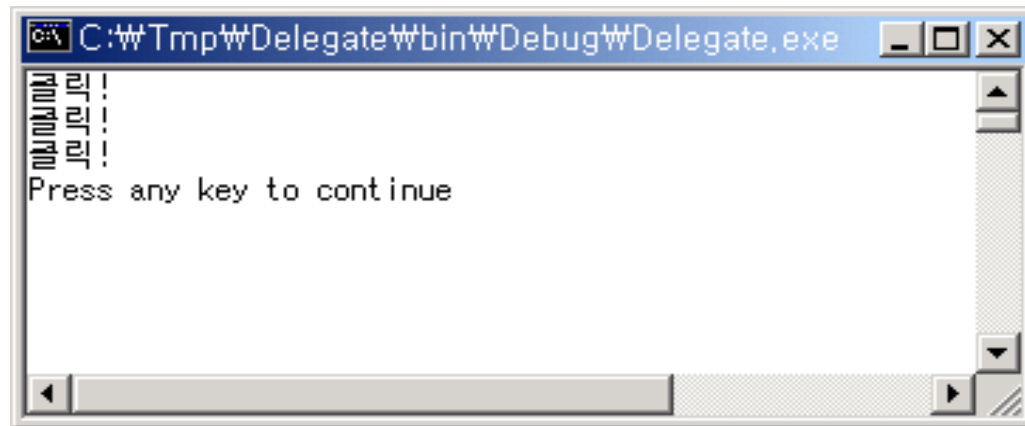 C:₩Tmp₩Delegate₩bin₩Debug₩Delegate.exe
클릭!
클릭!
클릭!
Press any key to continue